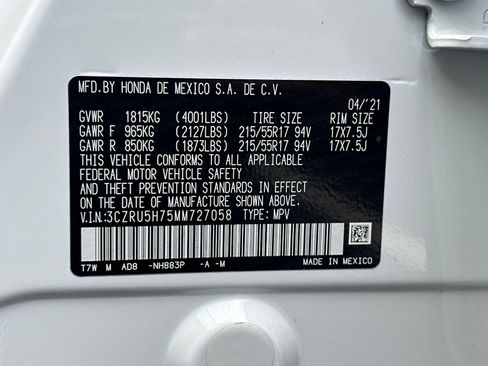 MFD.BY HONDA DE MEXICO S.A. DE C.V.
04/'21
GVWR 1815KG (4001LBS) TIRE SIZE RIM SIZE
GAWR F 965KG (2127LBS) 215/55R17 94V 17X7.5J
GAWR R 850KG (1873LBS) 215/55R17 94V 17X7.5J
THIS VEHICLE CONFORMS TO ALL APPLICABLE
FEDERAL MOTOR VEHICLE SAFETY
AND THEFT PREVENTION STANDARDS IN EFFECT
ON THE DATE OF MANUFACTURE SHOWN ABOVE.
V.I.N:3CZRU5H75MM727058 TYPE: MPV
T7W M AD8 -NH883P -A -M
MADE IN MEXICO